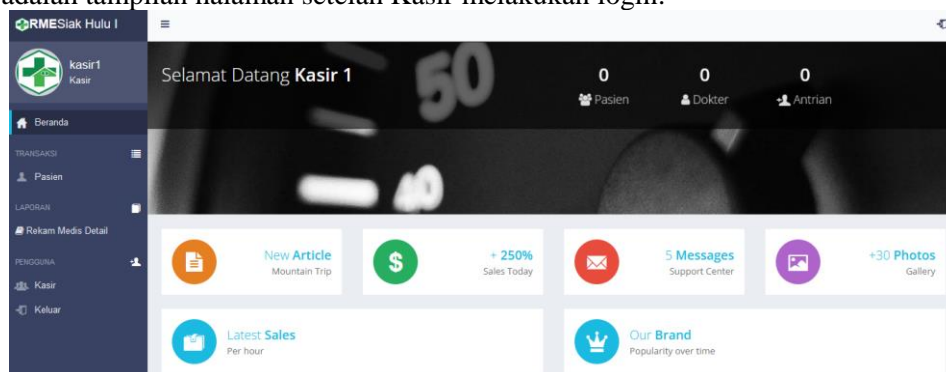 adalah tampilan halaman setelah Kasir melakukan login.
RMESiak Hulu I
kasir1
Kasir
Beranda
TRANSAKSI
Pasien
LAPORAN
Rekam Medis Detail
PENGGUNA
Kasir
Keluar
Selamat Datang Kasir 1
0
Pasien
0
Dokter
0
Antrian
50
40
New Article
Mountain Trip
+ 250%
Sales Today
5 Messages
Support Center
+30 Photos
Gallery
Latest Sales
Per hour
Our Brand
Popularity over time